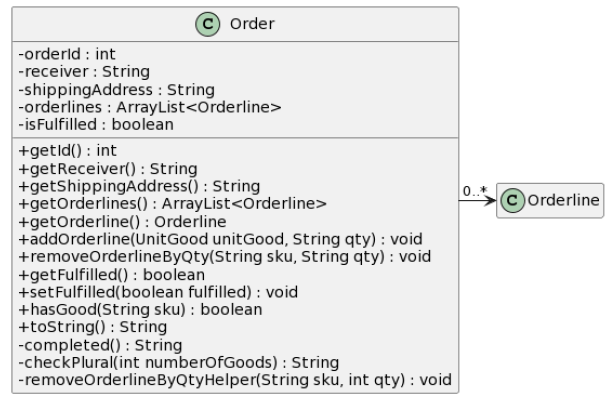 C Order
-orderId : int
-receiver : String
-shippingAddress : String
-orderlines : ArrayList<Orderline>
-isFulfilled : boolean
+getId() : int
+getReceiver() : String
+getShippingAddress() : String
+getOrderlines() : ArrayList<Orderline>
+getOrderline() : Orderline
+addOrderline(UnitGood unitGood, String qty) : void
+removeOrderlineByQty(String sku, String qty) : void
+getFulfilled() : boolean
+setFulfilled(boolean fulfilled) : void
+hasGood(String sku) : boolean
+toString() : String
-completed() : String
-checkPlural(int numberOfGoods) : String
-removeOrderlineByQtyHelper(String sku, int qty) : void
0..*
C Orderline